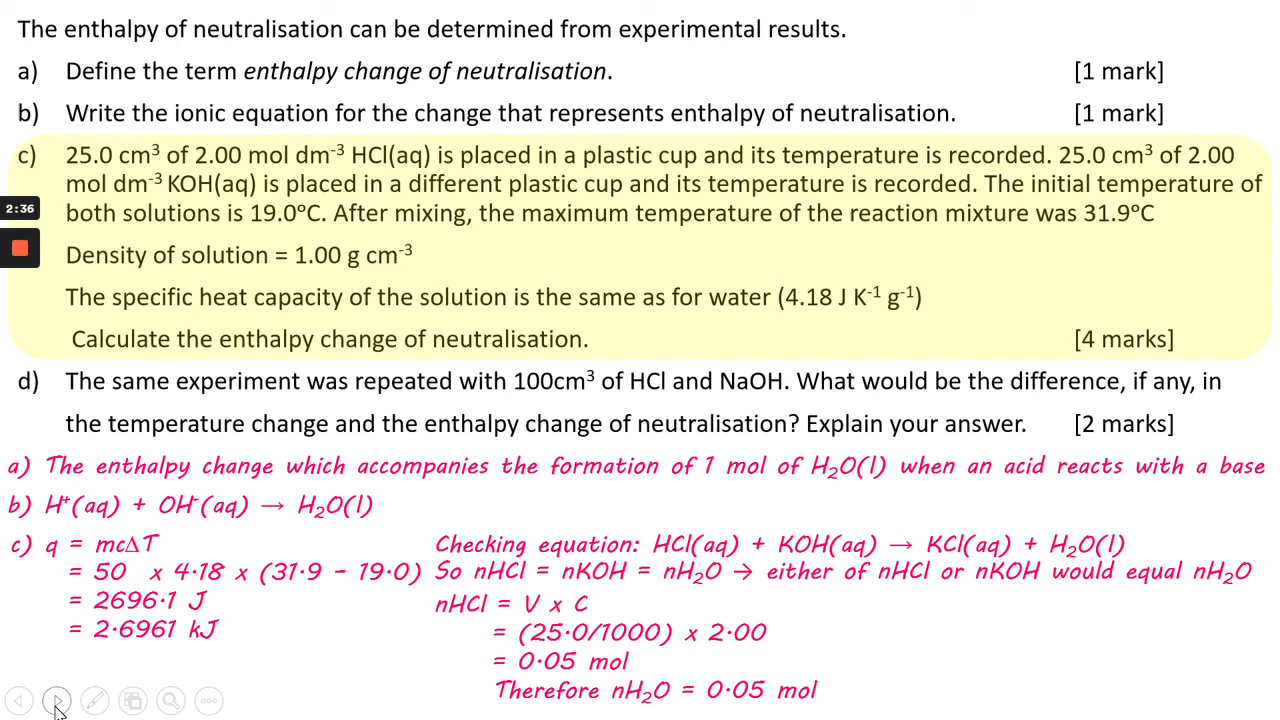 The enthalpy of neutralisation can be determined from experimental results.
a) Define the term enthalpy change of neutralisation. [1 mark]
b) Write the ionic equation for the change that represents enthalpy of neutralisation. [1 mark]
c) 25.0 cm³ of 2.00 mol dm⁻³ HCl(aq) is placed in a plastic cup and its temperature is recorded. 25.0 cm³ of 2.00
mol dm⁻³ KOH(aq) is placed in a different plastic cup and its temperature is recorded. The initial temperature of
2:36
both solutions is 19.0°C. After mixing, the maximum temperature of the reaction mixture was 31.9°C
Density of solution = 1.00 g cm⁻³
The specific heat capacity of the solution is the same as for water (4.18 J K⁻¹ g⁻¹)
Calculate the enthalpy change of neutralisation. [4 marks]
d) The same experiment was repeated with 100cm³ of HCl and NaOH. What would be the difference, if any, in
the temperature change and the enthalpy change of neutralisation? Explain your answer. [2 marks]
a) The enthalpy change which accompanies the formation of 1 mol of H₂O(l) when an acid reacts with a base
b) H⁺(aq) + OH⁻(aq) → H₂O(l)
c) q = mcΔT
= 50 x 4·18 x (31·9 - 19·0)
= 2696·1 J
= 2·6961 kJ
Checking equation: HCl(aq) + KOH(aq) → KCl(aq) + H₂O(l)
So nHCl = nKOH = nH₂O → either of nHCl or nKOH would equal nH₂O
nHCl = V x C
= (25·0/1000) x 2·00
= 0·05 mol
Therefore nH₂O = 0·05 mol